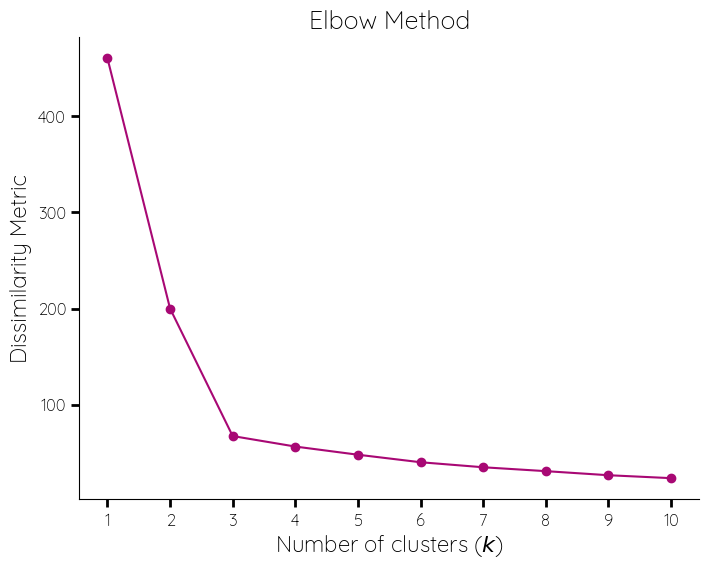 Elbow Method
Dissimilarity Metric
400
300
200
100
1 2 3 4 5 6 7 8 9 10
Number of clusters (k)